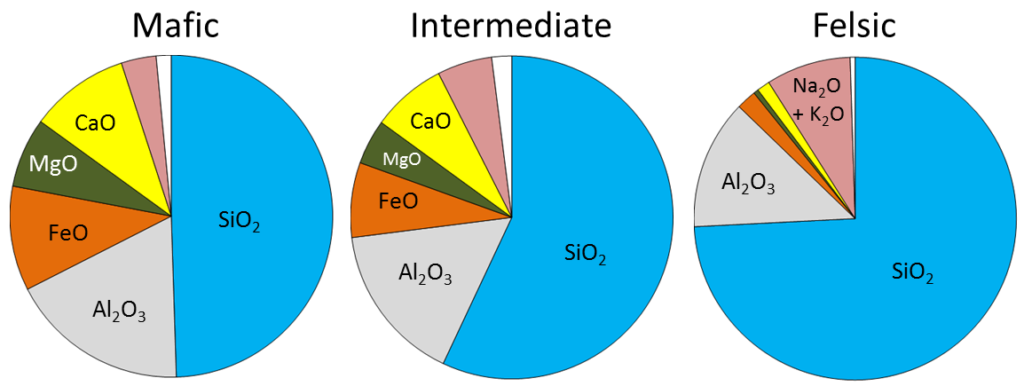 Mafic
CaO
MgO
FeO
Al₂O₃
SiO₂
Intermediate
CaO
MgO
FeO
Al₂O₃
SiO₂
Felsic
Na₂O
+ K₂O
Al₂O₃
SiO₂